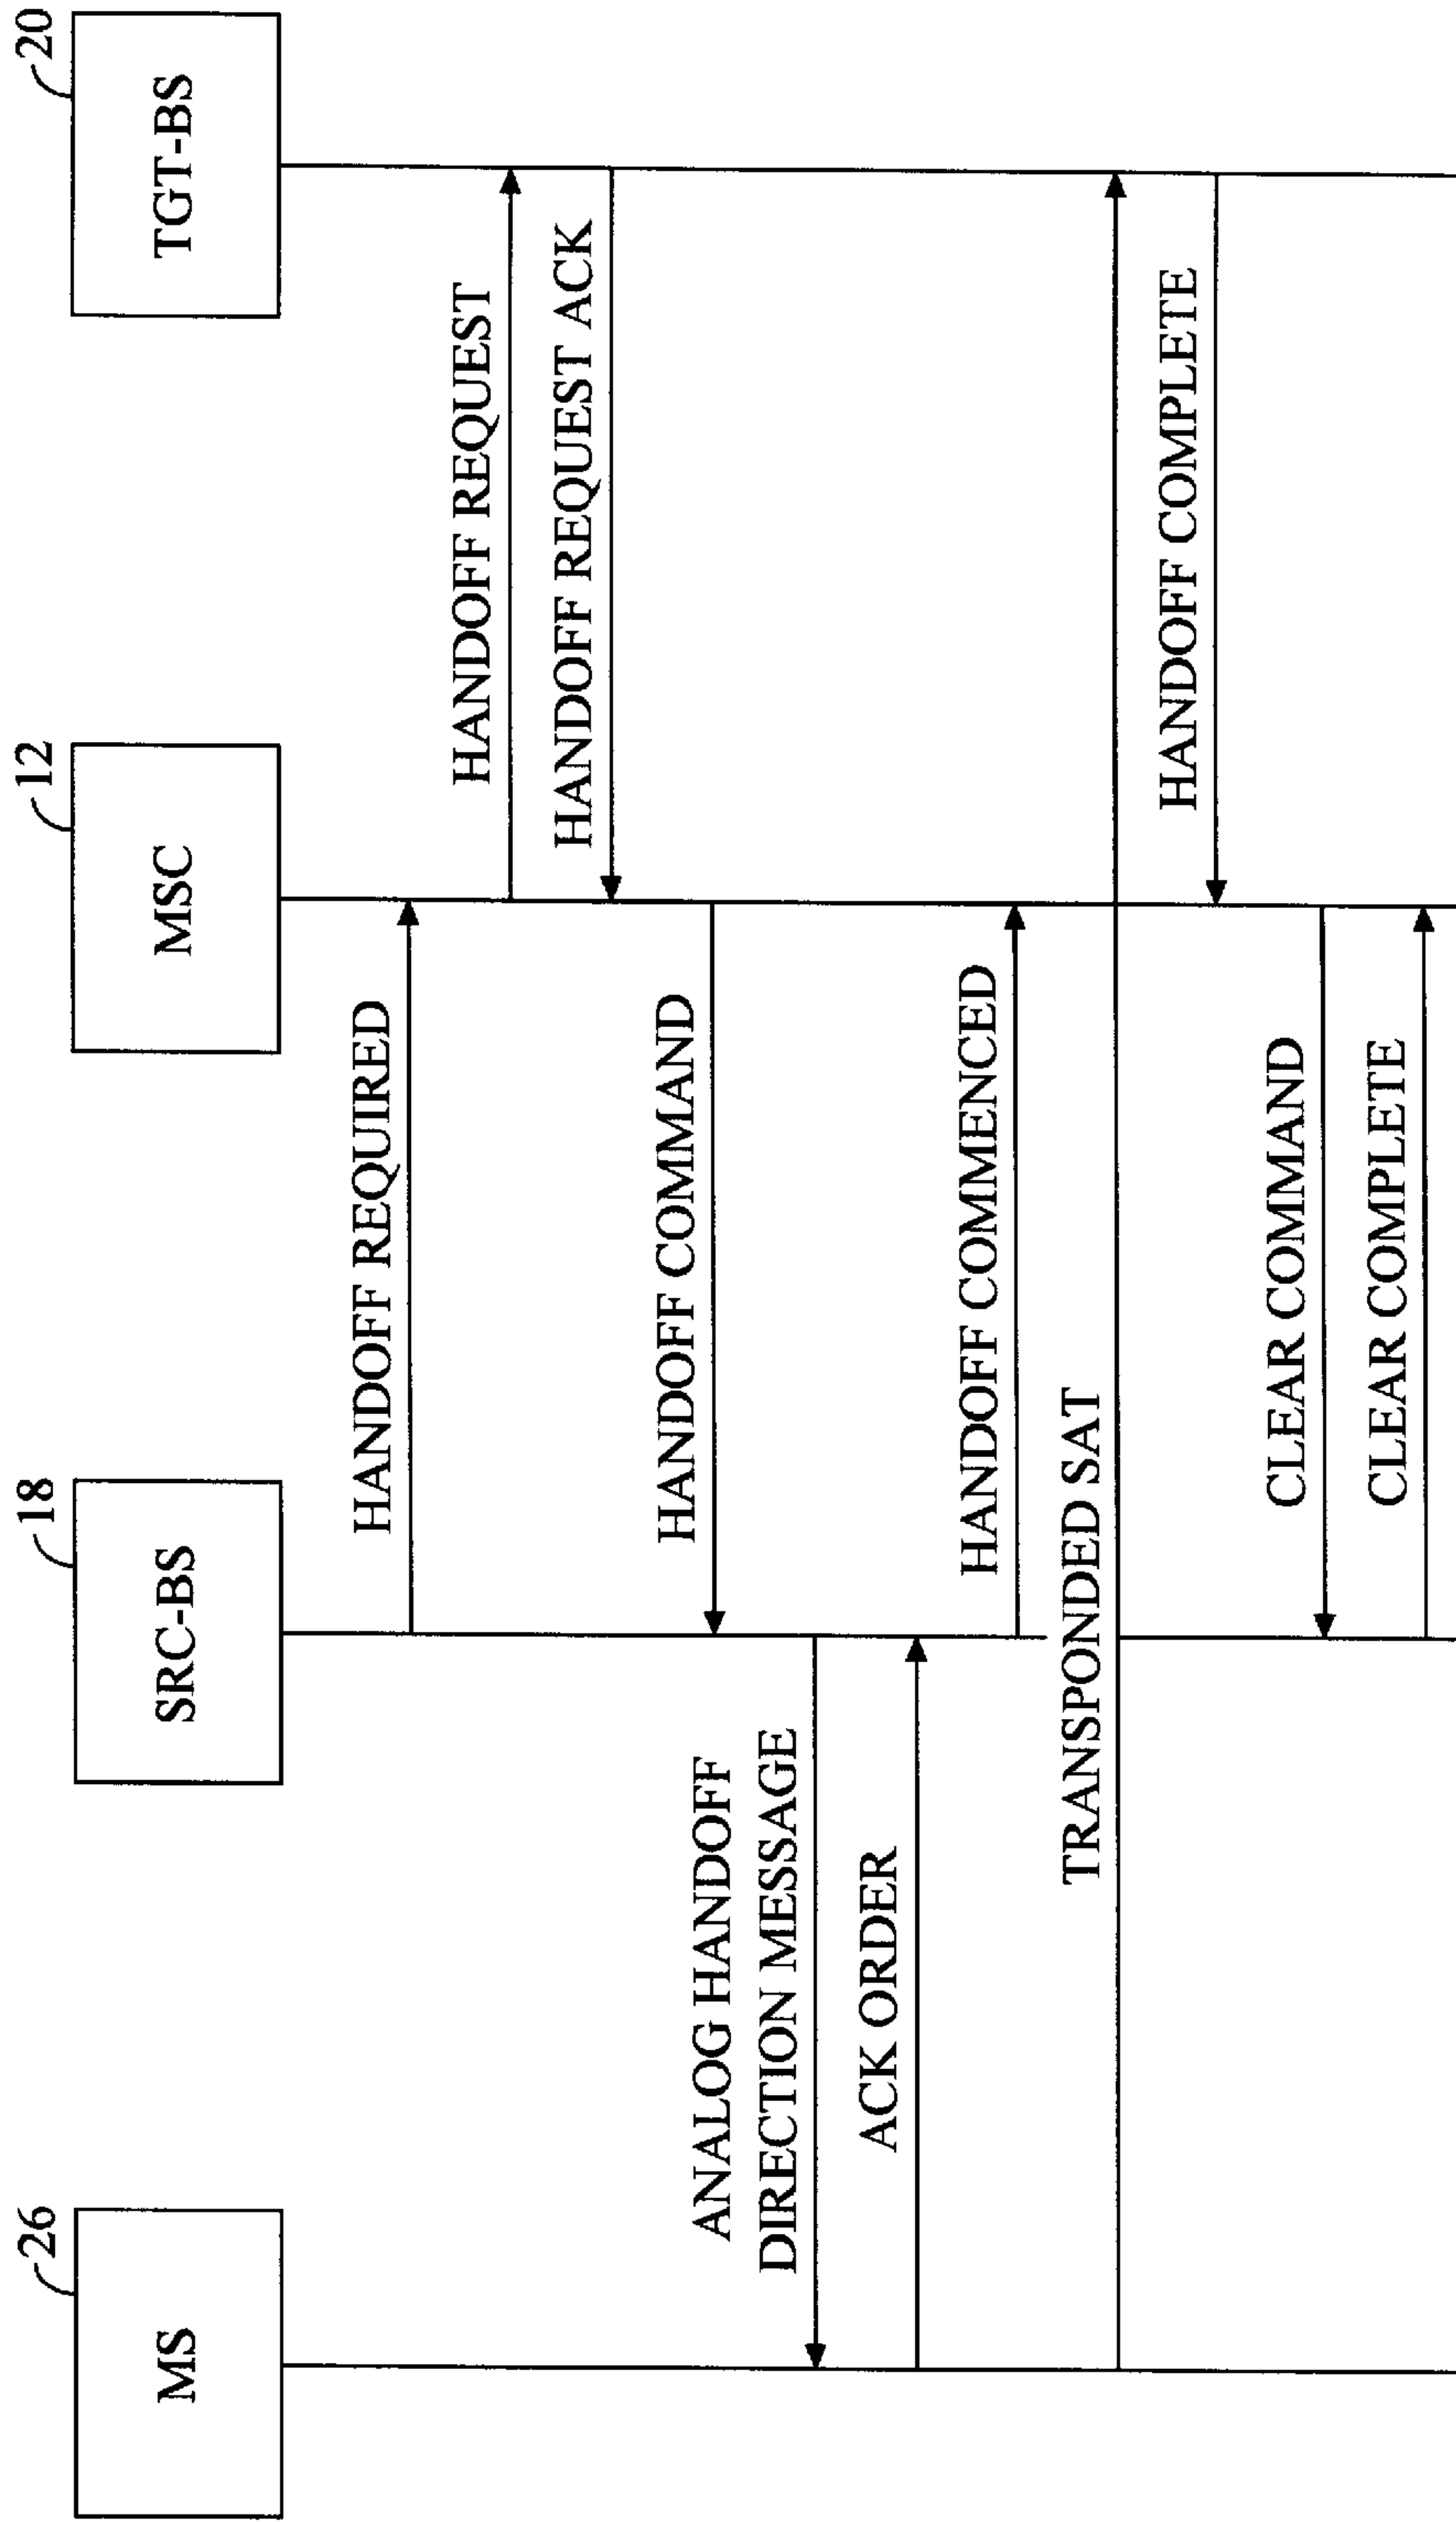 26
MS
18
SRC-BS
12
MSC
20
TGT-BS
HANDOFF REQUIRED
HANDOFF REQUEST
HANDOFF REQUEST ACK
HANDOFF COMMAND
ANALOG HANDOFF
DIRECTION MESSAGE
ACK ORDER
HANDOFF COMMENCED
TRANSPONDED SAT
HANDOFF COMPLETE
CLEAR COMMAND
CLEAR COMPLETE